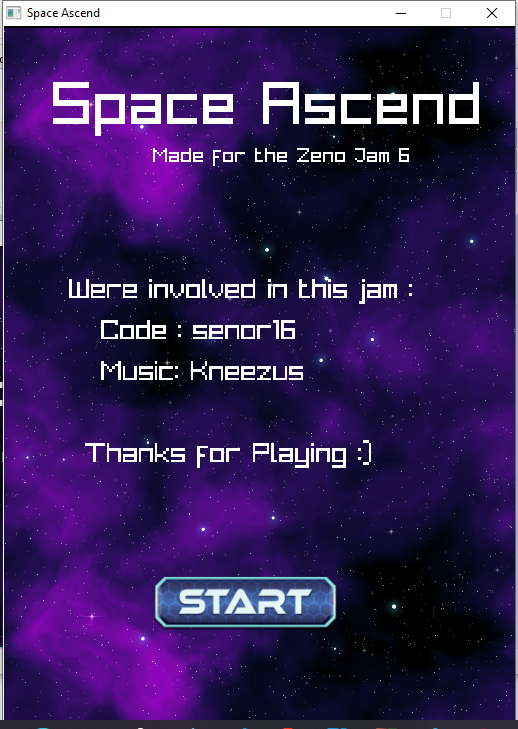 Space Ascend
Space Ascend
Made for the Zeno Jam 6
Were involved in this jam :
Code : senor16
Music: Kneezus
Thanks for Playing :)
START